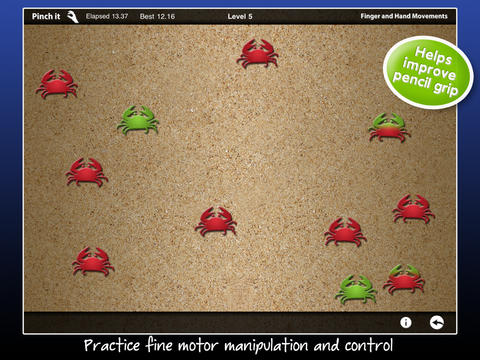 Pinch it Elapsed 13.37 Best 12.16 Level 5 Finger and Hand Movements
Helps
improve
pencil grip
i
Practice fine motor manipulation and control